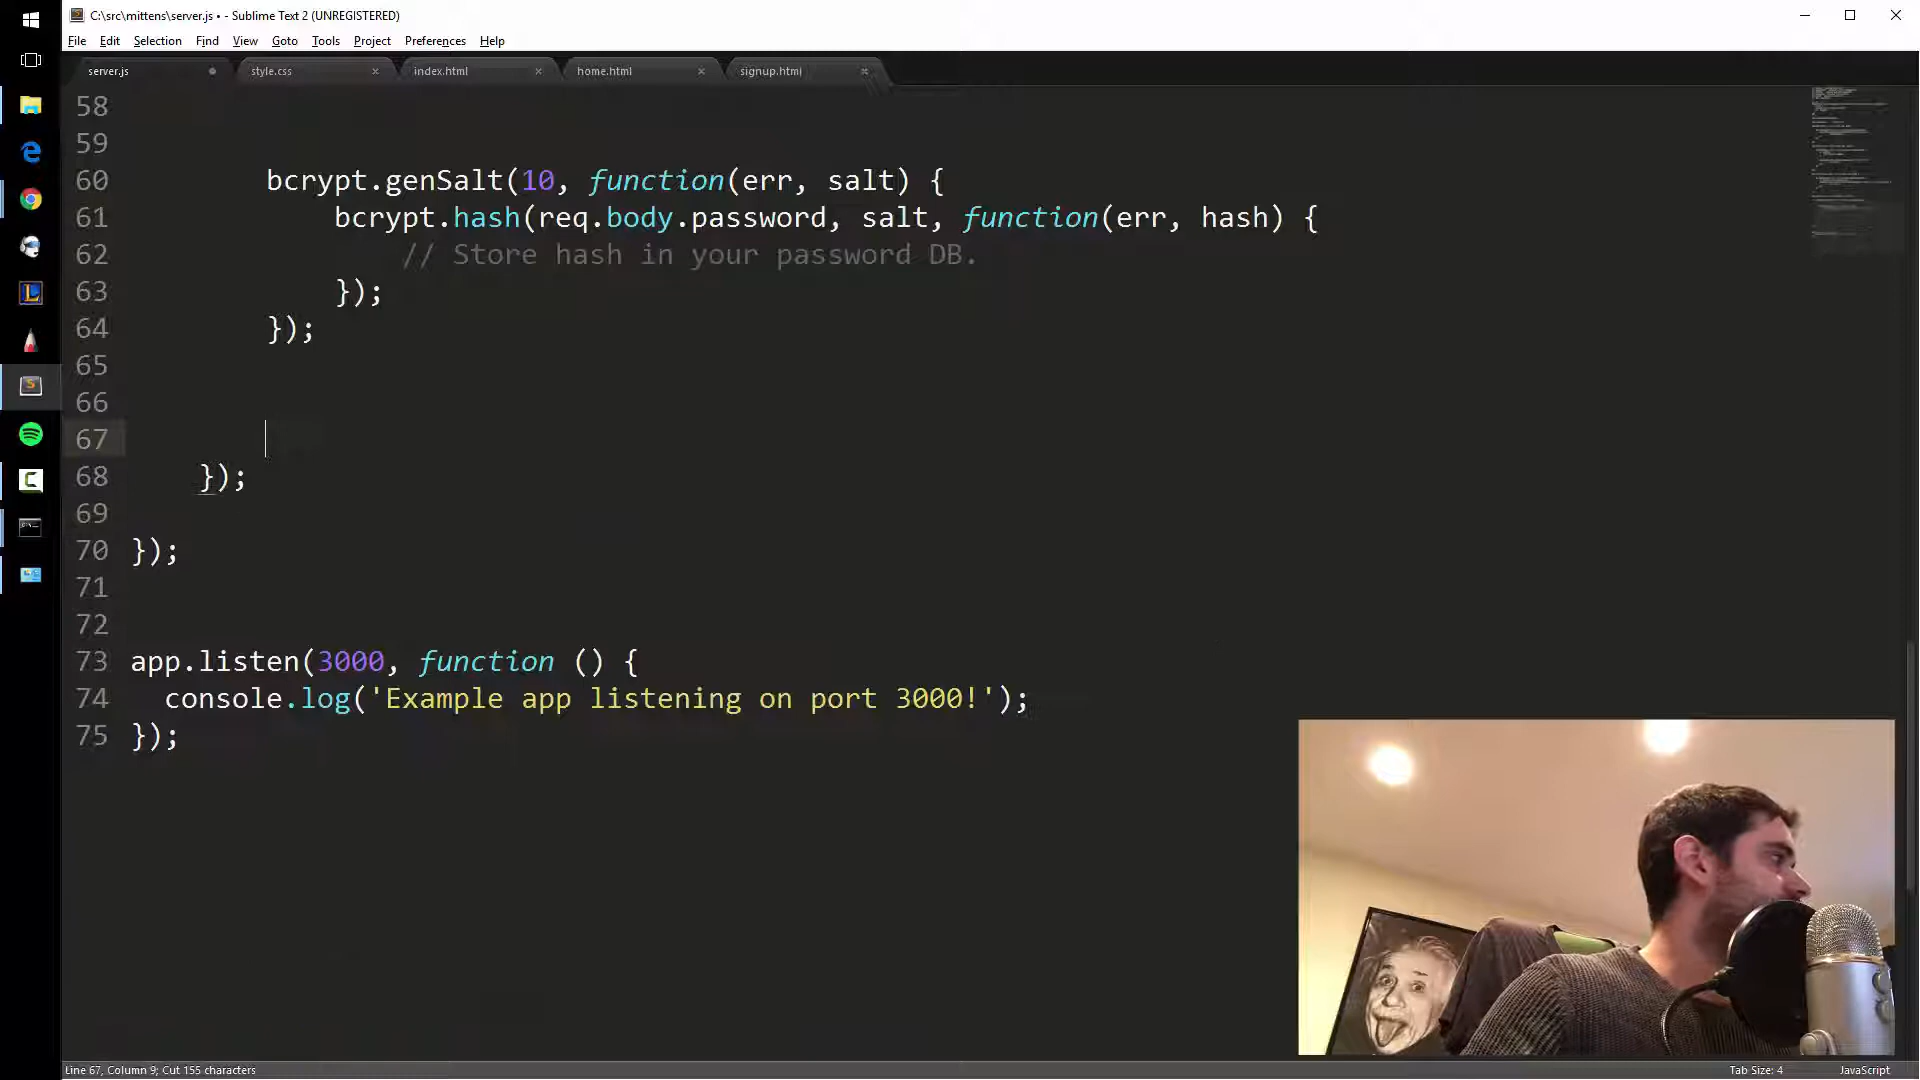 C:\src\mittens\server.js • - Sublime Text 2 (UNREGISTERED)
File Edit Selection Find View Goto Tools Project Preferences Help
server.js style.css index.html home.html signup.html
58
59
60 bcrypt.genSalt(10, function(err, salt) {
61 bcrypt.hash(req.body.password, salt, function(err, hash) {
62 // Store hash in your password DB.
63 });
64 });
65
66
67
68 });
69
70 });
71
72
73 app.listen(3000, function () {
74 console.log('Example app listening on port 3000!');
75 });
Line 67, Column 9; Cut 155 characters Tab Size: 4 JavaScript